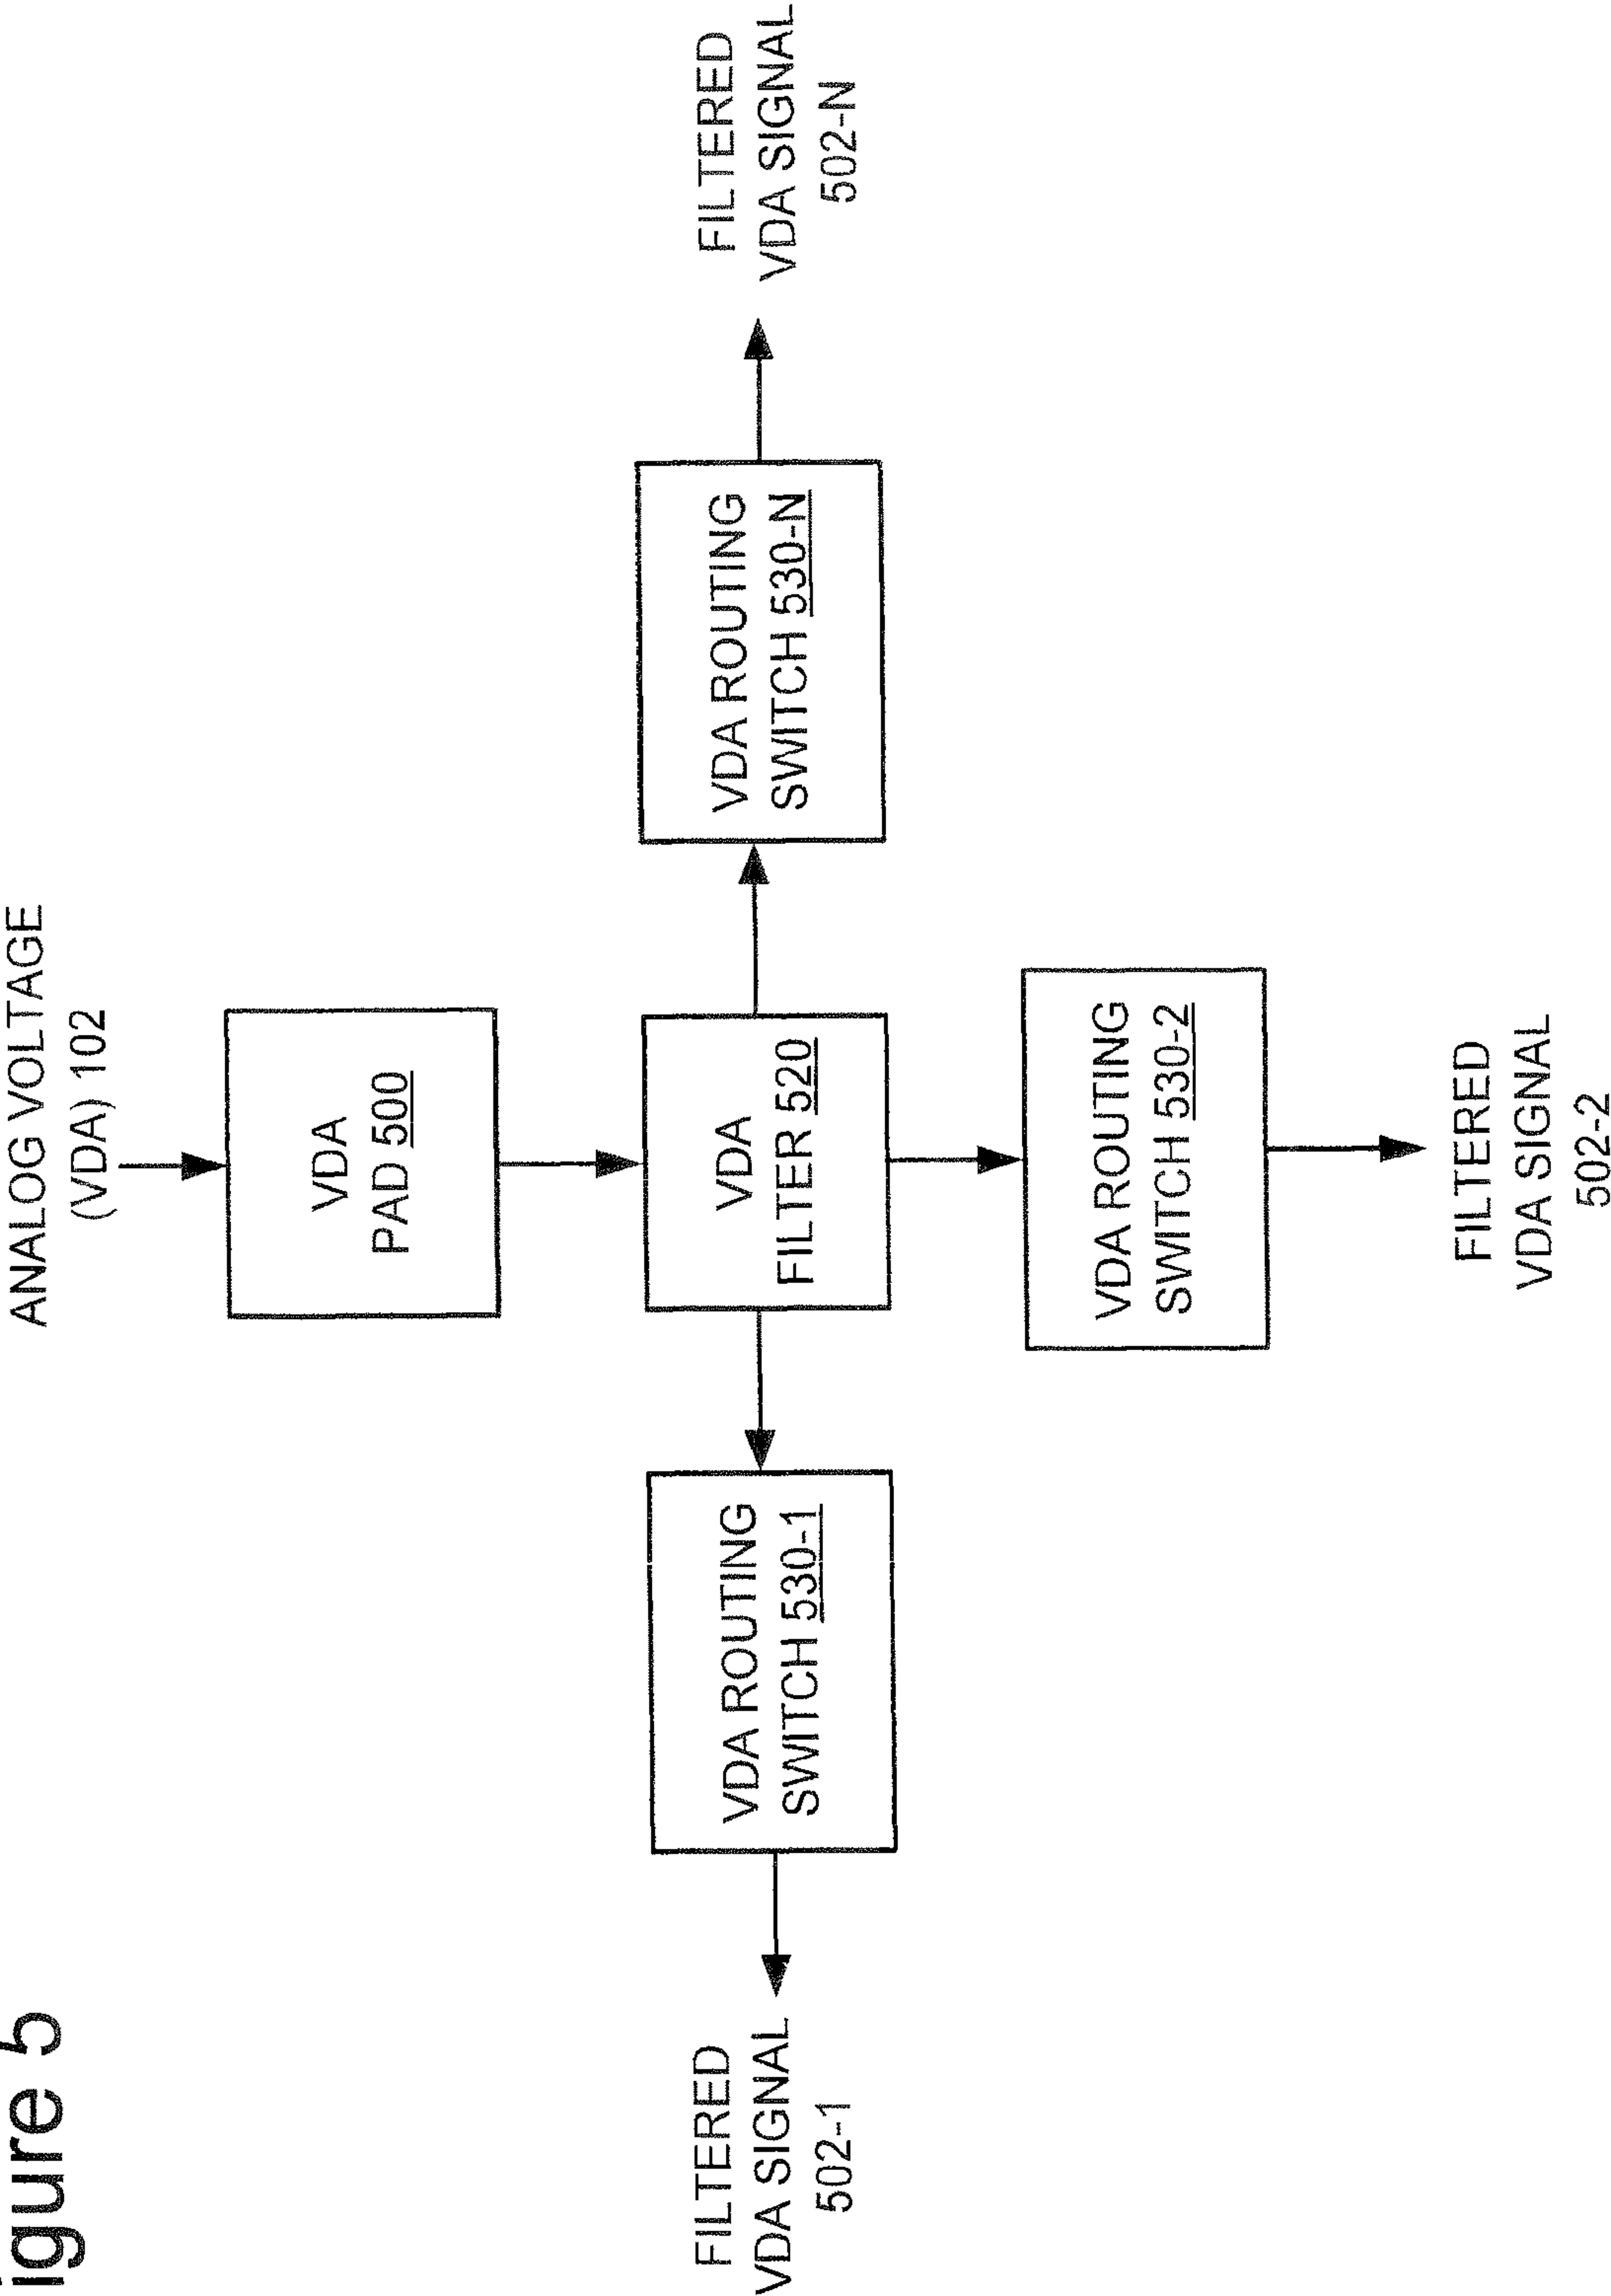 igure 5
ANALOG VOLTAGE
(VDA) 102
VDA
PAD 500
VDA
FILTER 520
FILTERED
VDA SIGNAL
502-1
VDA ROUTING
SWITCH 530-1
VDA ROUTING
SWITCH 530-N
FILTERED
VDA SIGNAL
502-N
VDA ROUTING
SWITCH 530-2
FILTERED
VDA SIGNAL
502-2